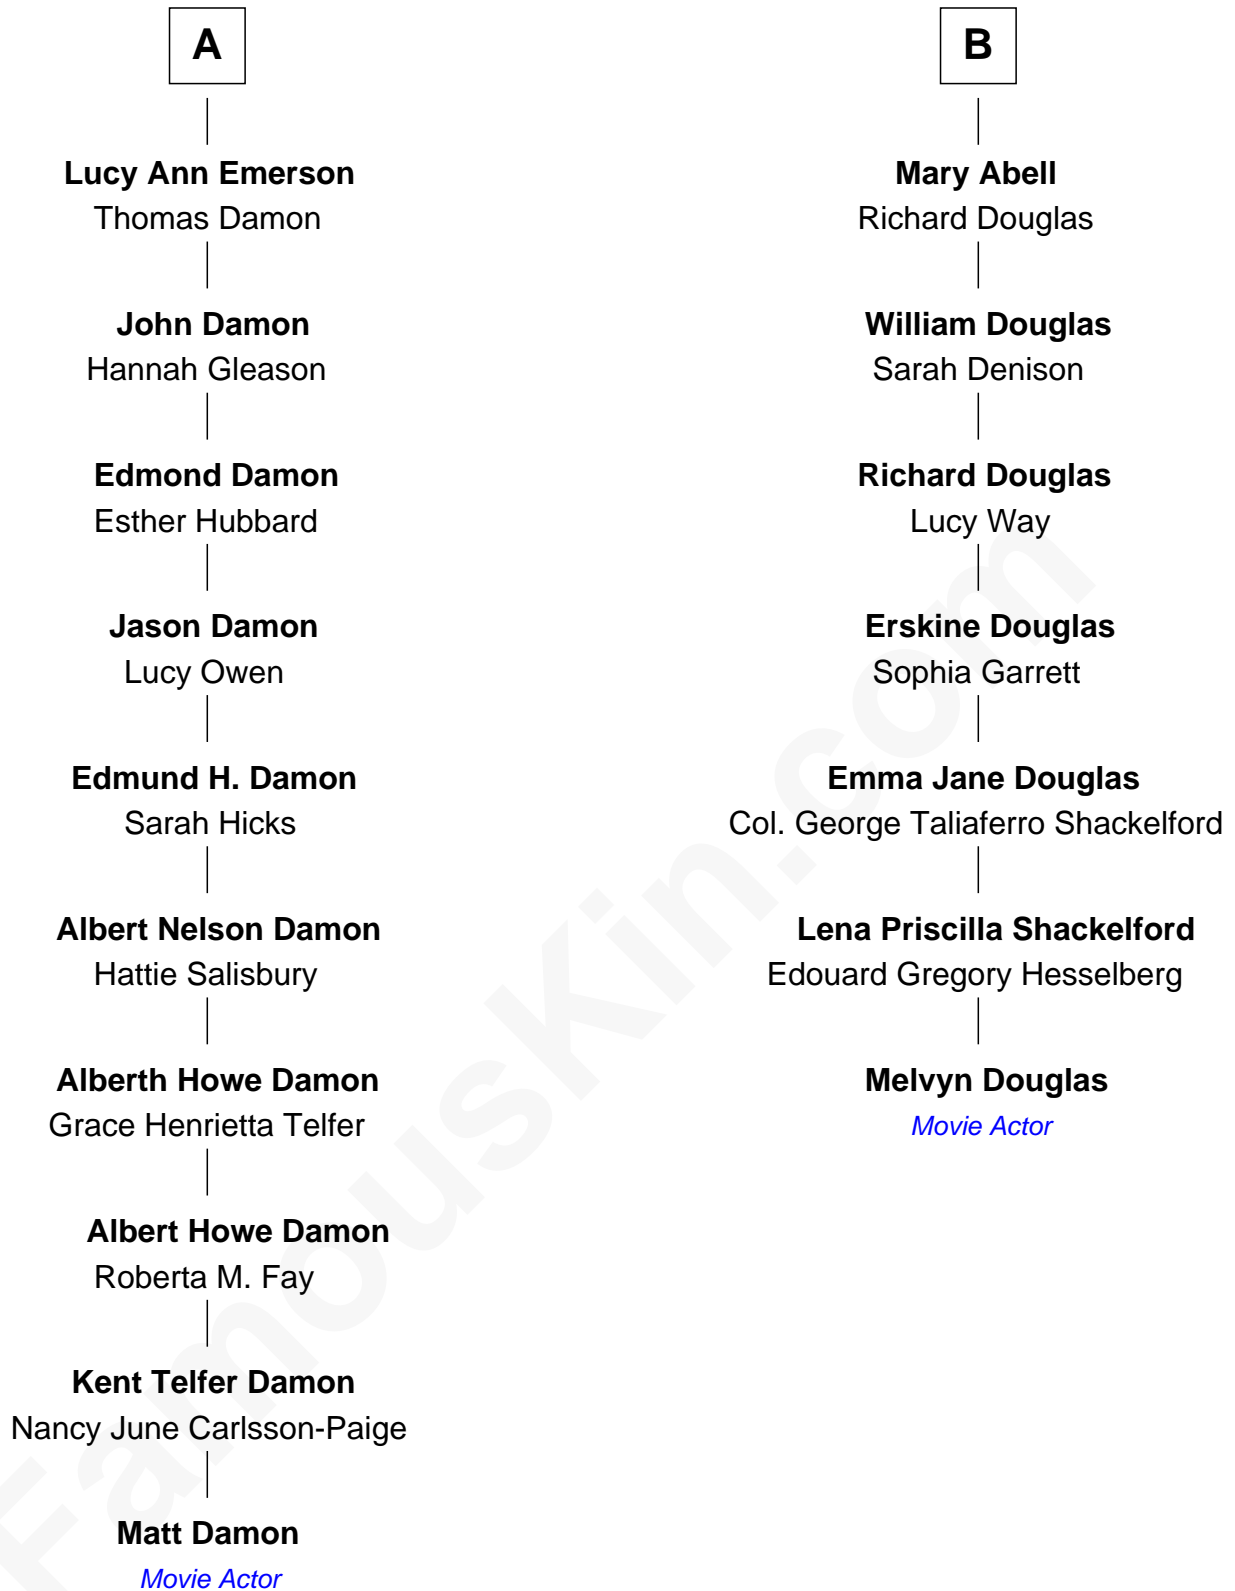 A
Lucy Ann Emerson
Thomas Damon
John Damon
Hannah Gleason
Edmond Damon
Esther Hubbard
Jason Damon
Lucy Owen
Edmund H. Damon
Sarah Hicks
Albert Nelson Damon
Hattie Salisbury
Alberth Howe Damon
Grace Henrietta Telfer
Albert Howe Damon
Roberta M. Fay
Kent Telfer Damon
Nancy June Carlsson-Paige
Matt Damon
Movie Actor
B
Mary Abell
Richard Douglas
William Douglas
Sarah Denison
Richard Douglas
Lucy Way
Erskine Douglas
Sophia Garrett
Emma Jane Douglas
Col. George Taliaferro Shackelford
Lena Priscilla Shackelford
Edouard Gregory Hesselberg
Melvyn Douglas
Movie Actor
FamousKin.com